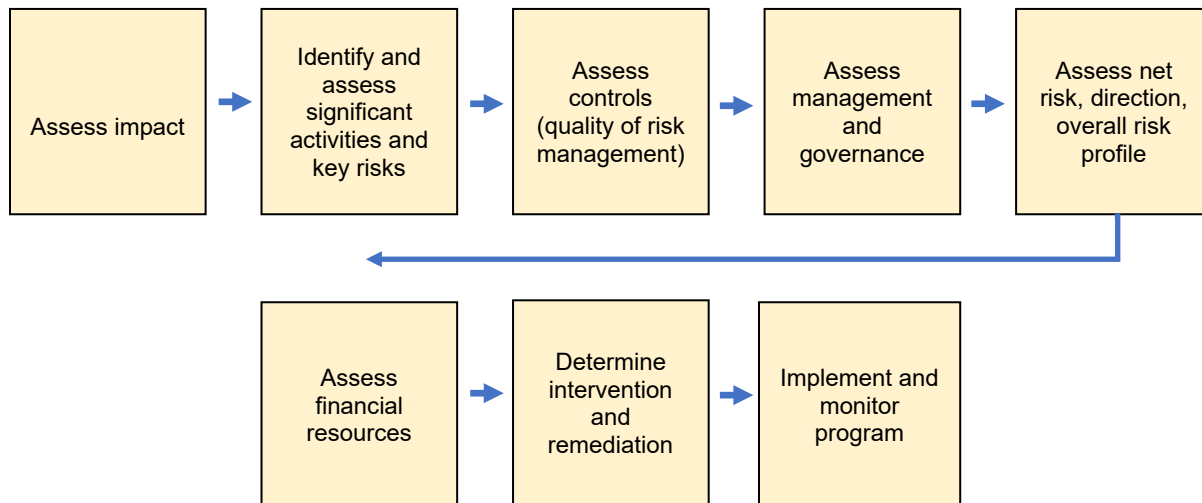 Assess impact
Identify and
assess
significant
activities and
key risks
Assess
controls
(quality of risk
management)
Assess
management
and
governance
Assess net
risk, direction,
overall risk
profile
Assess
financial
resources
Determine
intervention
and
remediation
Implement and
monitor
program